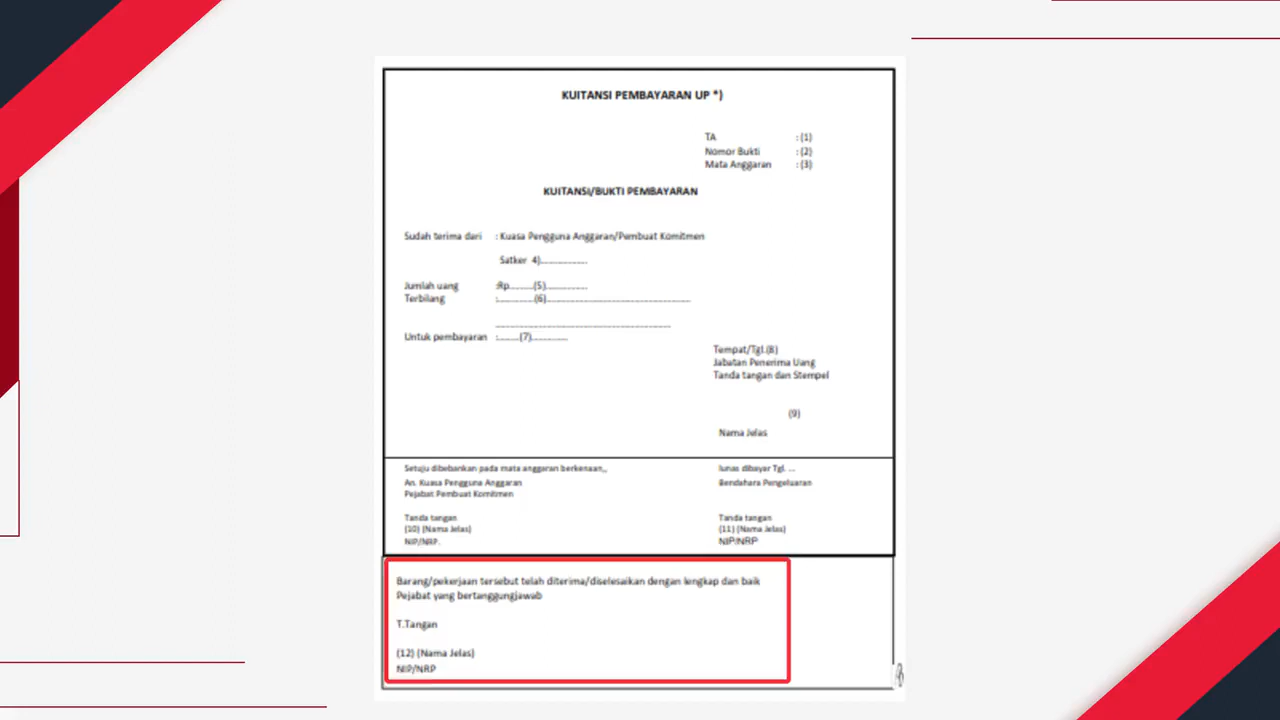 KUITANSI PEMBAYARAN UP *)
TA : (1)
Nomor Bukti : (2)
Mata Anggaran : (3)
KUITANSI/BUKTI PEMBAYARAN
Sudah terima dari : Kuasa Pengguna Anggaran/Pembuat Komitmen
Satker 4)..................
Jumlah uang :Rp.........(5)................
Terbilang :..............(6).......................................................
.....................................................................
Untuk pembayaran :........(7)..............
Tempat/Tgl.(8)
Jabatan Penerima Uang
Tanda tangan dan Stempel
(9)
Nama Jelas
Setuju dibebankan pada mata anggaran berkenaan,,
An. Kuasa Pengguna Anggaran
Pejabat Pembuat Komitmen
Tanda tangan
(10) (Nama Jelas)
NIP/NRP.
lunas dibayar Tgl. ...
Bendahara Pengeluaran
Tanda tangan
(11) (Nama Jelas)
NIP/NRP
Barang/pekerjaan tersebut telah diterima/diselesaikan dengan lengkap dan baik
Pejabat yang bertanggungjawab
T.Tangan
(12) (Nama Jelas)
NIP/NRP